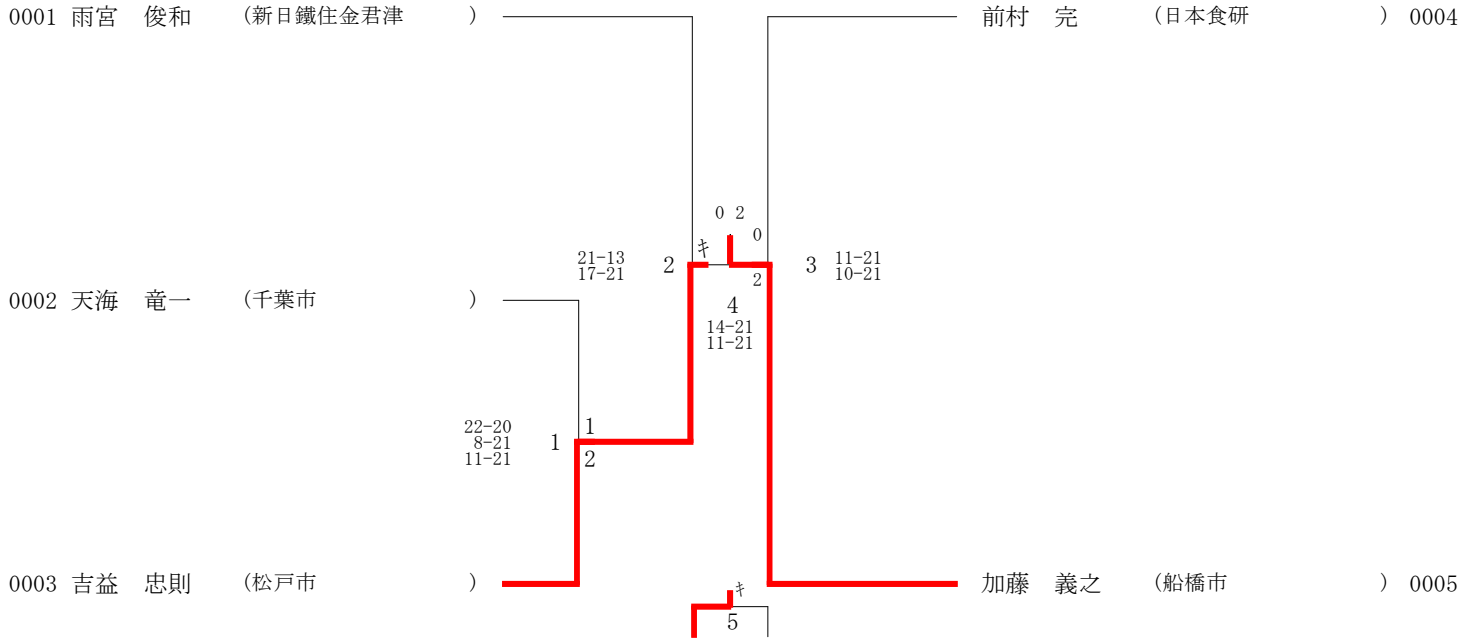 0001 雨宮 俊和 (新日鐵住金君津 )
前村 完 (日本食研 ) 0004
0 2
0
キ
21-13
17-21
2
3
11-21
10-21
2
0002 天海 竜一 (千葉市 )
4
14-21
11-21
22-20
8-21
11-21
1
1
2
0003 吉益 忠則 (松戸市 )
加藤 義之 (船橋市 ) 0005
キ
5